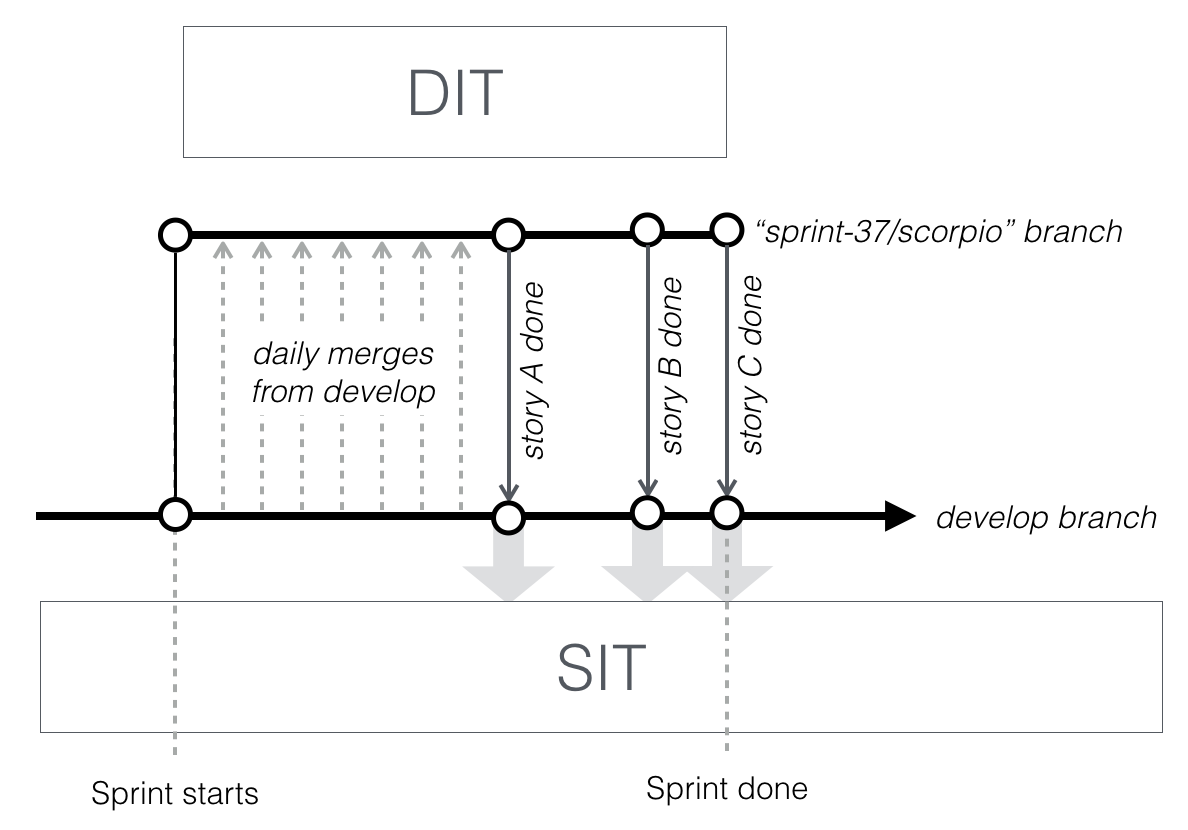 DIT
“sprint-37/scorpio” branch
daily merges
from develop
story A done
story B done
story C done
develop branch
SIT
Sprint starts
Sprint done